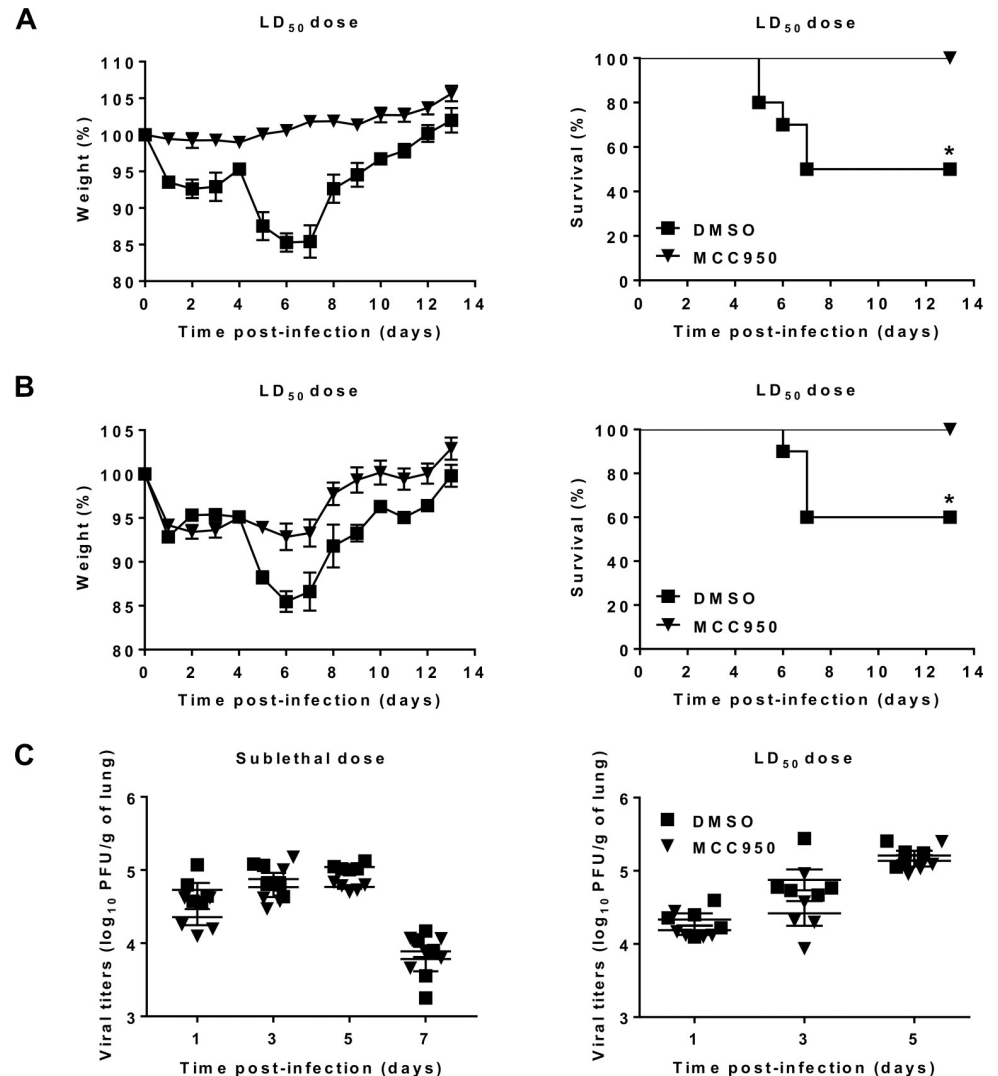 A
LD50 dose
Weight (%)
110
105
100
95
90
85
80
0 2 4 6 8 10 12 14
Time post-infection (days)
LD50 dose
Survival (%)
100
80
60
40
20
0
*
DMSO
MCC950
0 2 4 6 8 10 12 14
Time post-infection (days)
B
LD50 dose
Weight (%)
105
100
95
90
85
80
0 2 4 6 8 10 12 14
Time post-infection (days)
LD50 dose
Survival (%)
100
80
60
40
20
0
*
DMSO
MCC950
0 2 4 6 8 10 12 14
Time post-infection (days)
C
Sublethal dose
Viral titers (log10 PFU/g of lung)
6
5
4
3
1 3 5 7
Time post-infection (days)
LD50 dose
Viral titers (log10 PFU/g of lung)
6
5
4
3
DMSO
MCC950
1 3 5
Time post-infection (days)